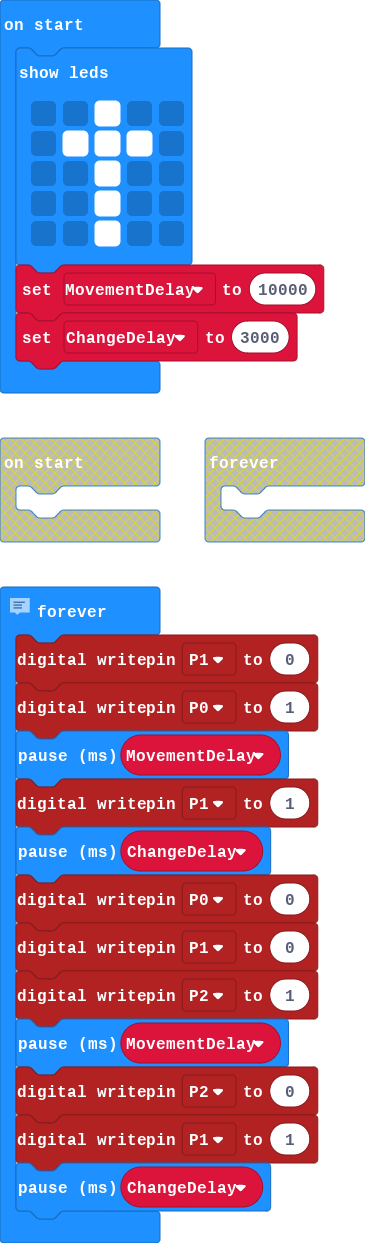 on start
show leds
set MovementDelay to 10000
set ChangeDelay to 3000
on start forever
forever
digital writepin P1 to 0
digital writepin P0 to 1
pause (ms) MovementDelay
digital writepin P1 to 1
pause (ms) ChangeDelay
digital writepin P0 to 0
digital writepin P1 to 0
digital writepin P2 to 1
pause (ms) MovementDelay
digital writepin P2 to 0
digital writepin P1 to 1
pause (ms) ChangeDelay